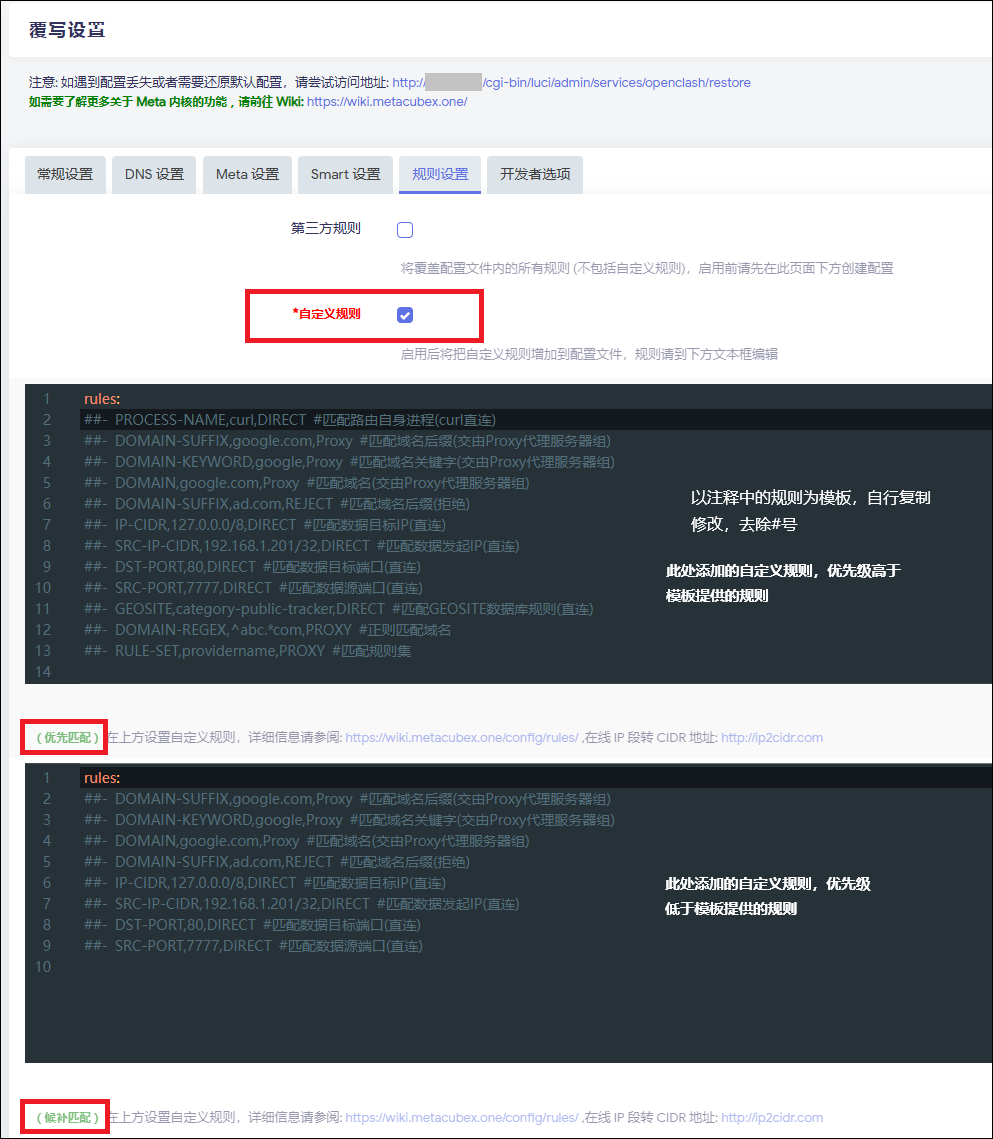 覆写设置
注意: 如遇到配置丢失或者需要还原默认配置，请尝试访问地址: http:/ /cgi-bin/luci/admin/services/openclash/restore
如需要了解更多关于 Meta 内核的功能，请前往 Wiki: https://wiki.metacubex.one/
常规设置 DNS 设置 Meta 设置 Smart 设置 规则设置 开发者选项
第三方规则
将覆盖配置文件内的所有规则 (不包括自定义规则)，启用前请先在此页面下方创建配置
*自定义规则
启用后将把自定义规则增加到配置文件，规则请到下方文本框编辑
1 rules:
2 ##- PROCESS-NAME,curl,DIRECT #匹配路由自身进程(curl直连)
3 ##- DOMAIN-SUFFIX,google.com,Proxy #匹配域名后缀(交由Proxy代理服务器组)
4 ##- DOMAIN-KEYWORD,google,Proxy #匹配域名关键字(交由Proxy代理服务器组)
5 ##- DOMAIN,google.com,Proxy #匹配域名(交由Proxy代理服务器组)
6 ##- DOMAIN-SUFFIX,ad.com,REJECT #匹配域名后缀(拒绝)
7 ##- IP-CIDR,127.0.0.0/8,DIRECT #匹配数据目标IP(直连)
8 ##- SRC-IP-CIDR,192.168.1.201/32,DIRECT #匹配数据发起IP(直连)
9 ##- DST-PORT,80,DIRECT #匹配数据目标端口(直连)
10 ##- SRC-PORT,7777,DIRECT #匹配数据源端口(直连)
11 ##- GEOSITE,category-public-tracker,DIRECT #匹配GEOSITE数据库规则(直连)
12 ##- DOMAIN-REGEX,^abc.*com,PROXY #正则匹配域名
13 ##- RULE-SET,providername,PROXY #匹配规则集
14
以注释中的规则为模板，自行复制
修改，去除#号
此处添加的自定义规则，优先级高于
模板提供的规则
（优先匹配）在上方设置自定义规则，详细信息请参阅: https://wiki.metacubex.one/config/rules/ ,在线 IP 段转 CIDR 地址: http://ip2cidr.com
1 rules:
2 ##- DOMAIN-SUFFIX,google.com,Proxy #匹配域名后缀(交由Proxy代理服务器组)
3 ##- DOMAIN-KEYWORD,google,Proxy #匹配域名关键字(交由Proxy代理服务器组)
4 ##- DOMAIN,google.com,Proxy #匹配域名(交由Proxy代理服务器组)
5 ##- DOMAIN-SUFFIX,ad.com,REJECT #匹配域名后缀(拒绝)
6 ##- IP-CIDR,127.0.0.0/8,DIRECT #匹配数据目标IP(直连)
7 ##- SRC-IP-CIDR,192.168.1.201/32,DIRECT #匹配数据发起IP(直连)
8 ##- DST-PORT,80,DIRECT #匹配数据目标端口(直连)
9 ##- SRC-PORT,7777,DIRECT #匹配数据源端口(直连)
10
此处添加的自定义规则，优先级
低于模板提供的规则
（候补匹配）在上方设置自定义规则，详细信息请参阅: https://wiki.metacubex.one/config/rules/ ,在线 IP 段转 CIDR 地址: http://ip2cidr.com